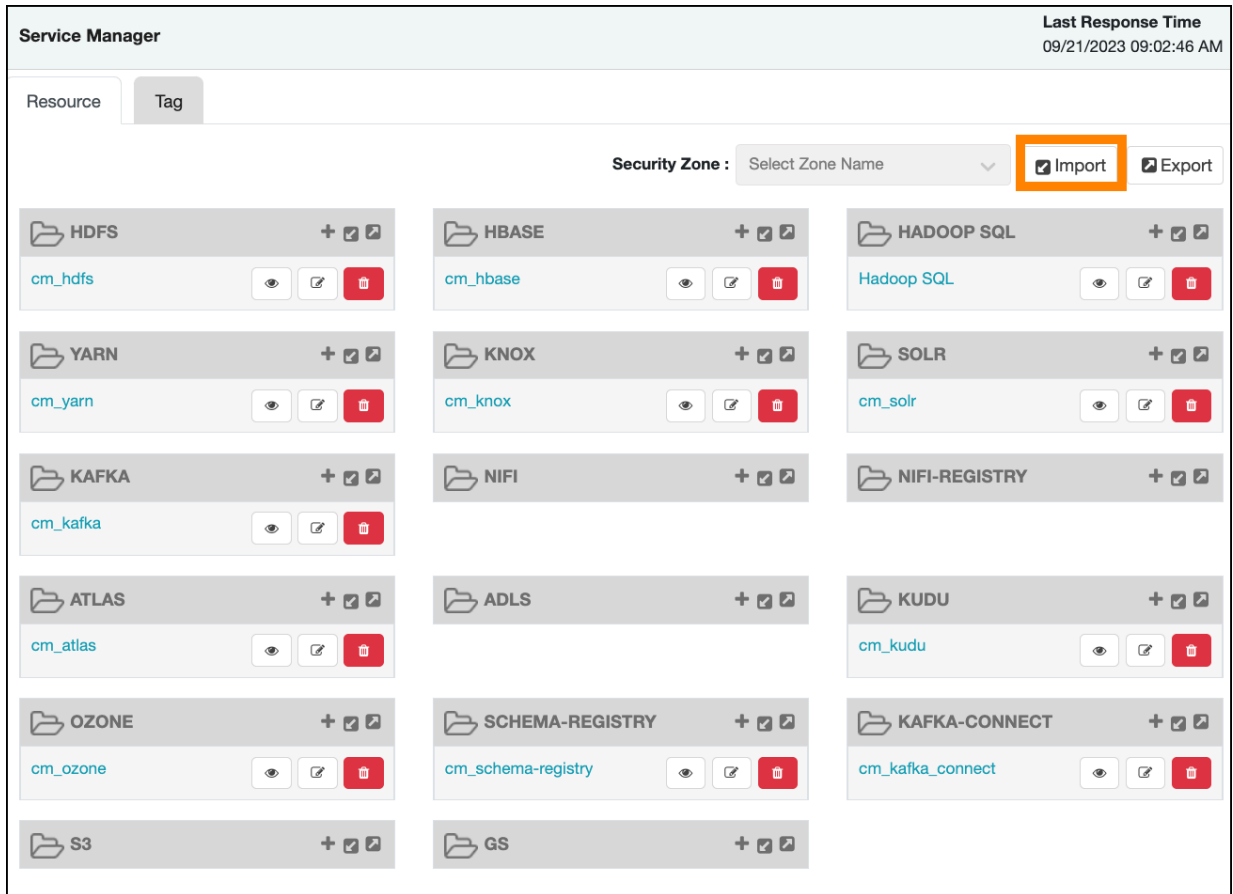 Service Manager
Last Response Time
09/21/2023 09:02:46 AM
Resource
Tag
Security Zone :
Select Zone Name
Import
Export
HDFS
HBASE
HADOOP SQL
cm_hdfs
cm_hbase
Hadoop SQL
YARN
KNOX
SOLR
cm_yarn
cm_knox
cm_solr
KAFKA
NIFI
NIFI-REGISTRY
cm_kafka
ATLAS
ADLS
KUDU
cm_atlas
cm_kudu
OZONE
SCHEMA-REGISTRY
KAFKA-CONNECT
cm_ozone
cm_schema-registry
cm_kafka_connect
S3
GS